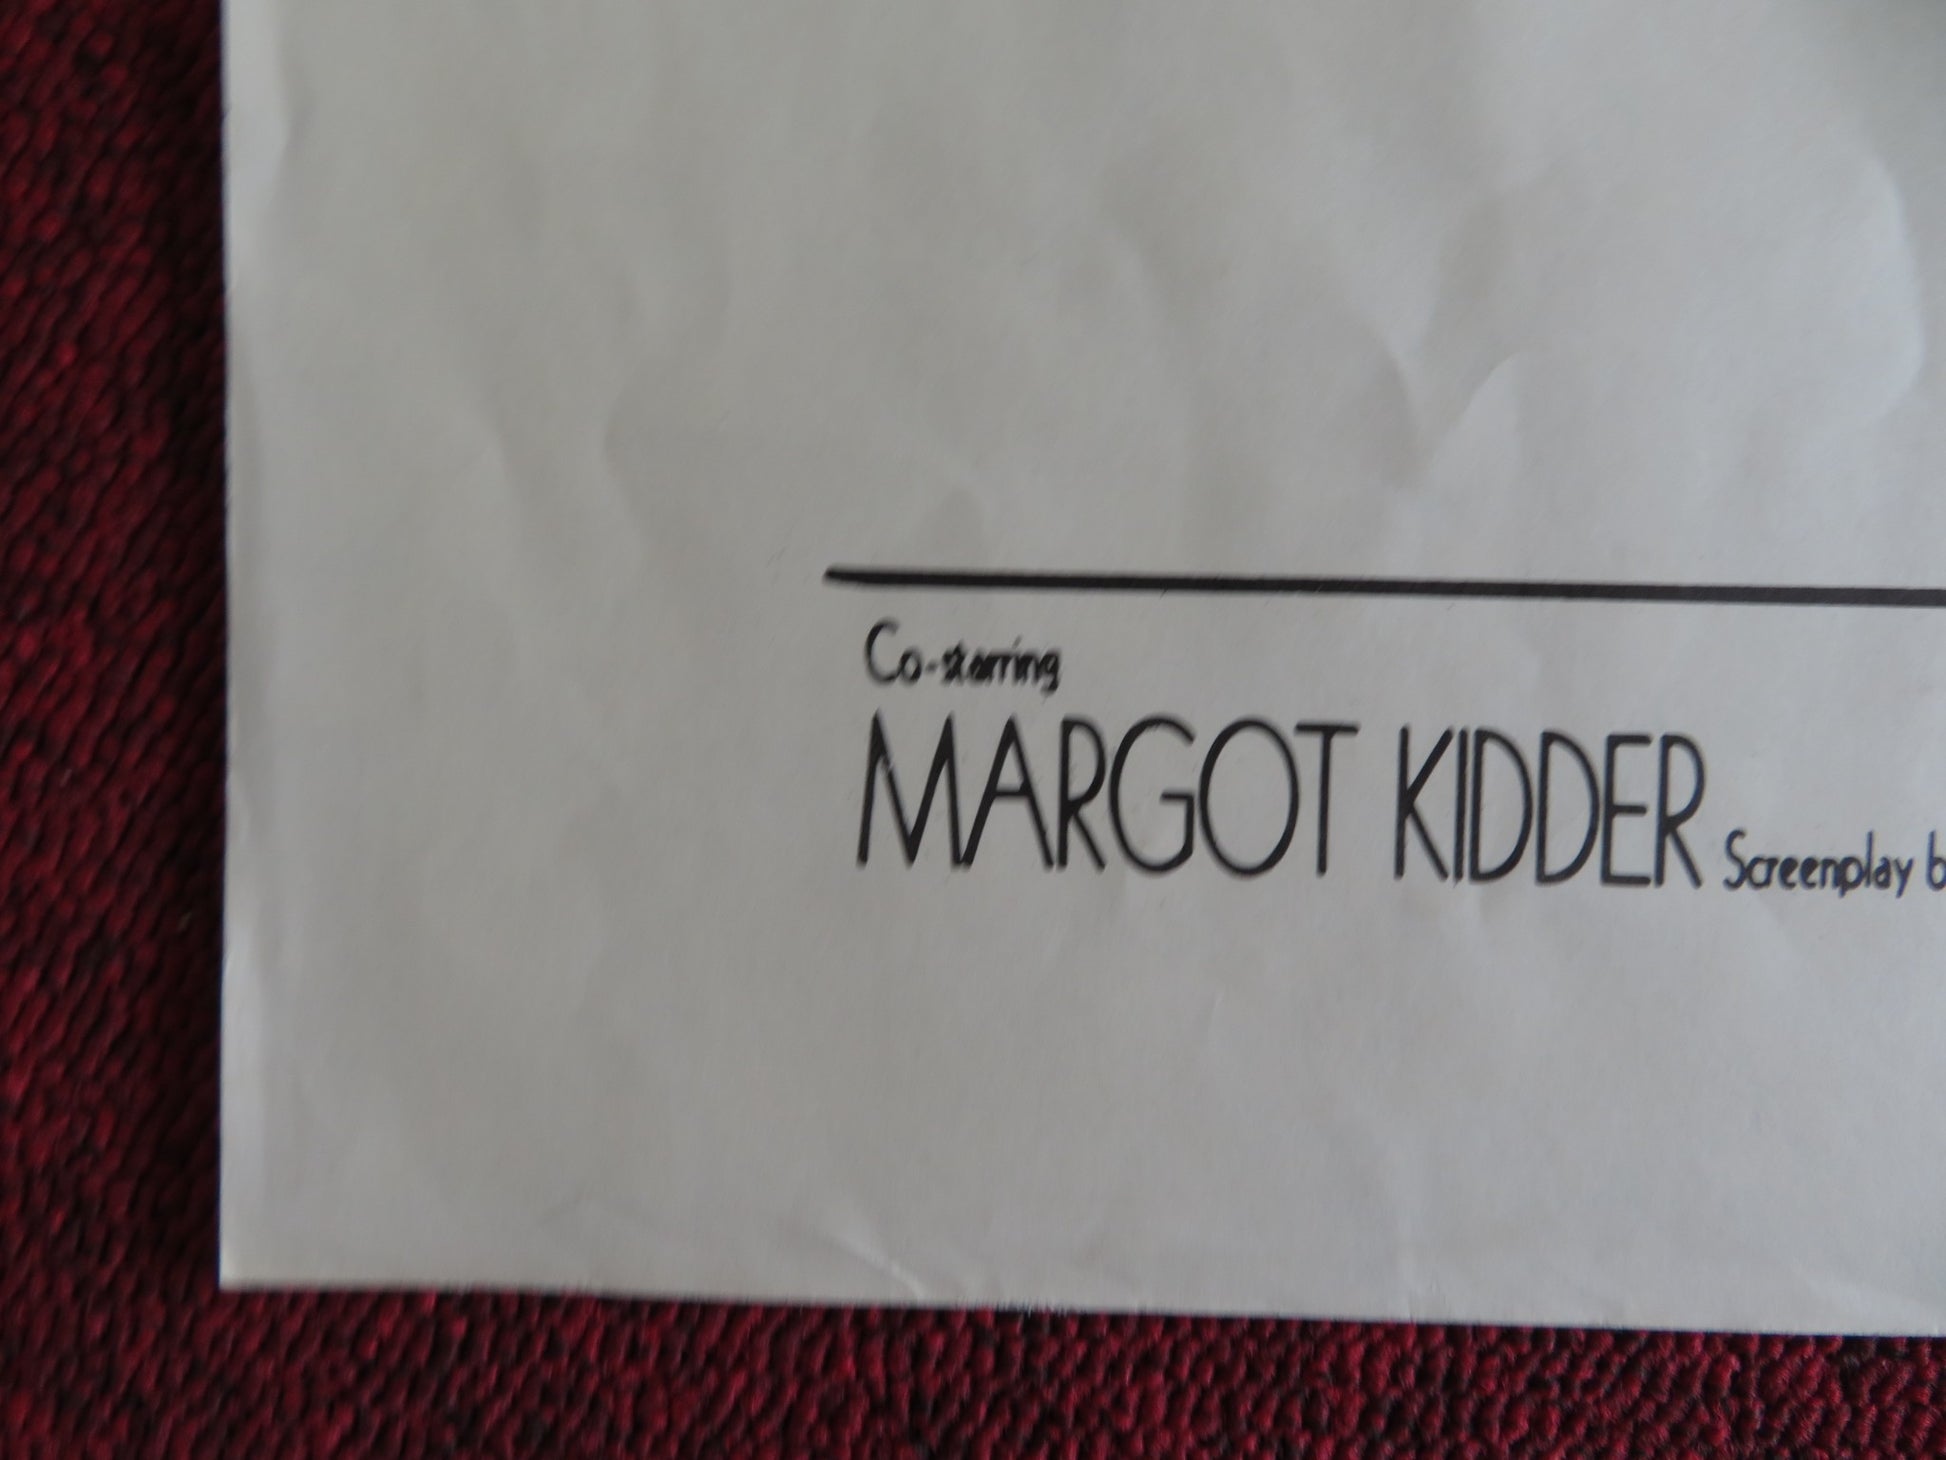 Co-starring
MARGOT KIDDER Screenplay b